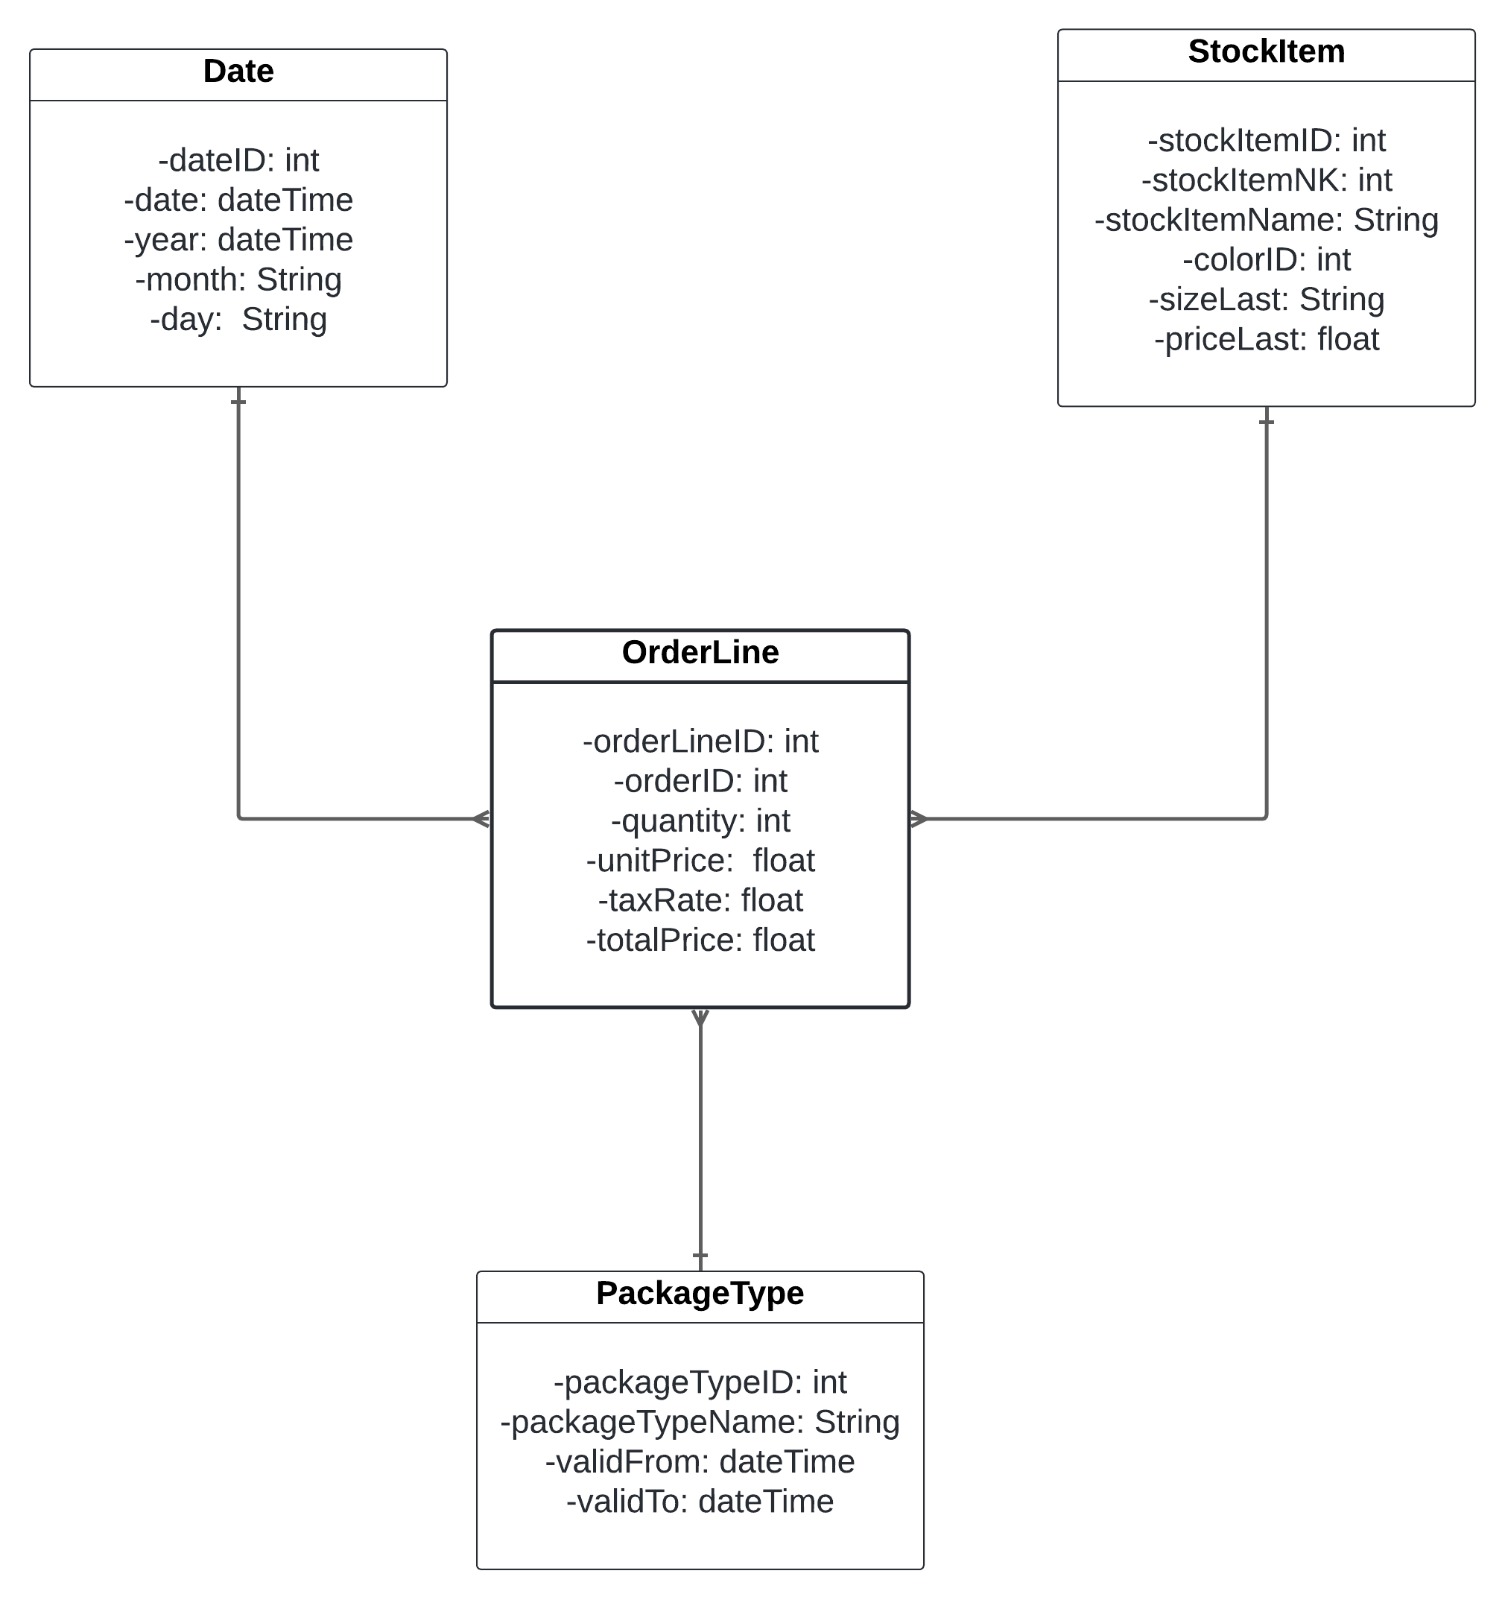 Date
-dateID: int
-date: dateTime
-year: dateTime
-month: String
-day:  String
StockItem
-stockItemID: int
-stockItemNK: int
-stockItemName: String
-colorID: int
-sizeLast: String
-priceLast: float
OrderLine
-orderLineID: int
-orderID: int
-quantity: int
-unitPrice:  float
-taxRate: float
-totalPrice: float
PackageType
-packageTypeID: int
-packageTypeName: String
-validFrom: dateTime
-validTo: dateTime